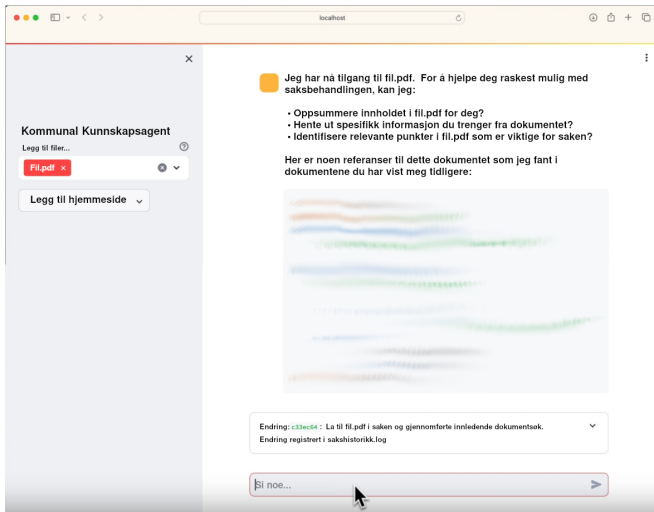 localhost
Jeg har nå tilgang til fil.pdf. For å hjelpe deg raskest mulig med
saksbehandlingen, kan jeg:
• Oppsummere innholdet i fil.pdf for deg?
• Hente ut spesifikk informasjon du trenger fra dokumentet?
• Identifisere relevante punkter i fil.pdf som er viktige for saken?
Her er noen referanser til dette dokumentet som jeg fant i
dokumentene du har vist meg tidligere:
Kommunal Kunnskapsagent
Legg til filer...
Fil.pdf ×
Legg til hjemmeside
Endring: c33ec64 : La til fil.pdf i saken og gjennomførte innledende dokumentsøk.
Endring registrert i sakshistorikk.log
Si noe...